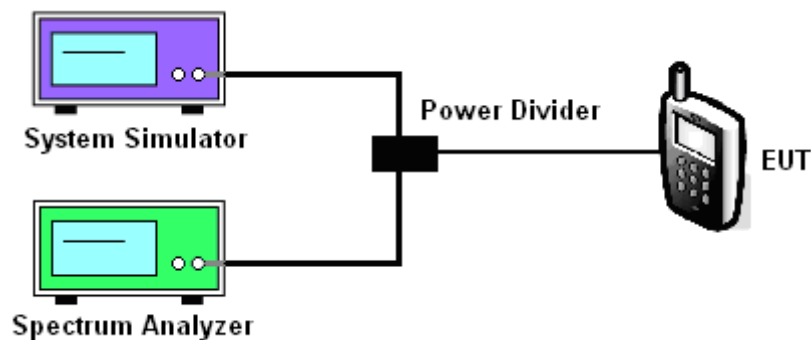 System Simulator
Power Divider
EUT
Spectrum Analyzer